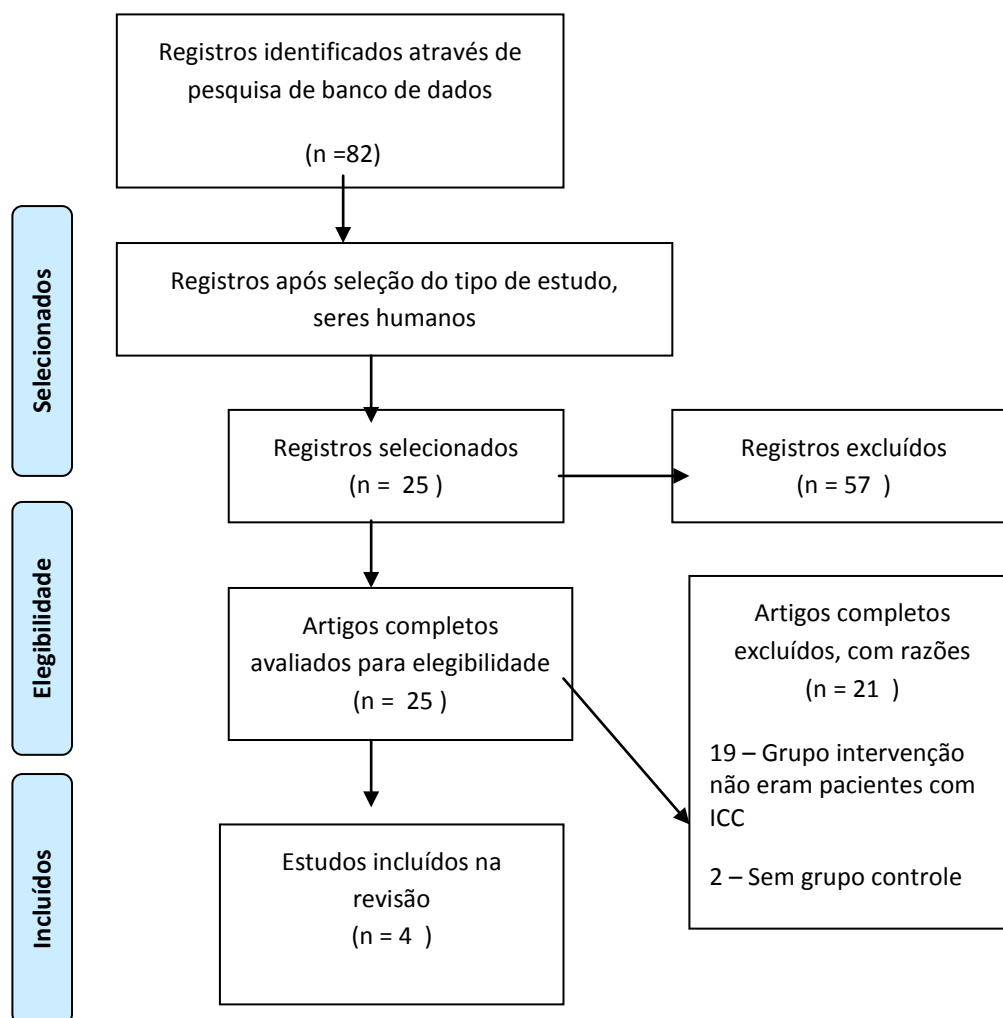 Registros identificados através de
pesquisa de banco de dados
(n =82)
Selecionados
Registros após seleção do tipo de estudo,
seres humanos
Registros selecionados
(n = 25 )
Registros excluídos
(n = 57 )
Elegibilidade
Artigos completos
avaliados para elegibilidade
(n = 25 )
Artigos completos
excluídos, com razões
(n = 21 )
19 – Grupo intervenção
não eram pacientes com
ICC
2 – Sem grupo controle
Incluídos
Estudos incluídos na
revisão
(n = 4 )